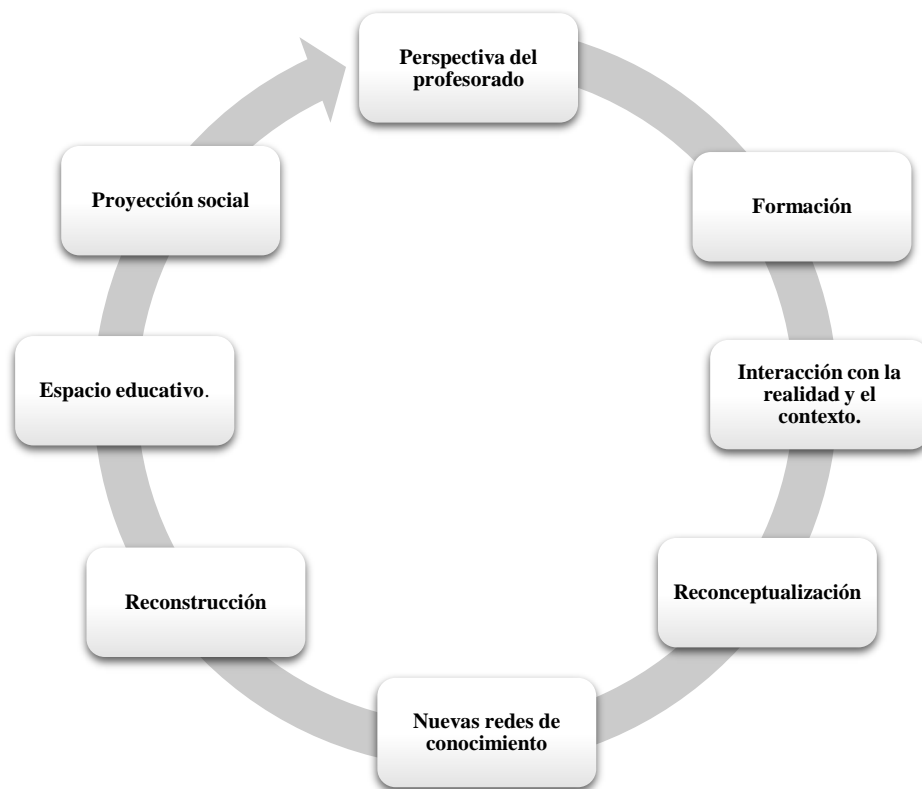 Perspectiva del
profesorado
Formación
Interacción con la
realidad y el
contexto.
Reconceptualización
Nuevas redes de
conocimiento
Reconstrucción
Espacio educativo.
Proyección social